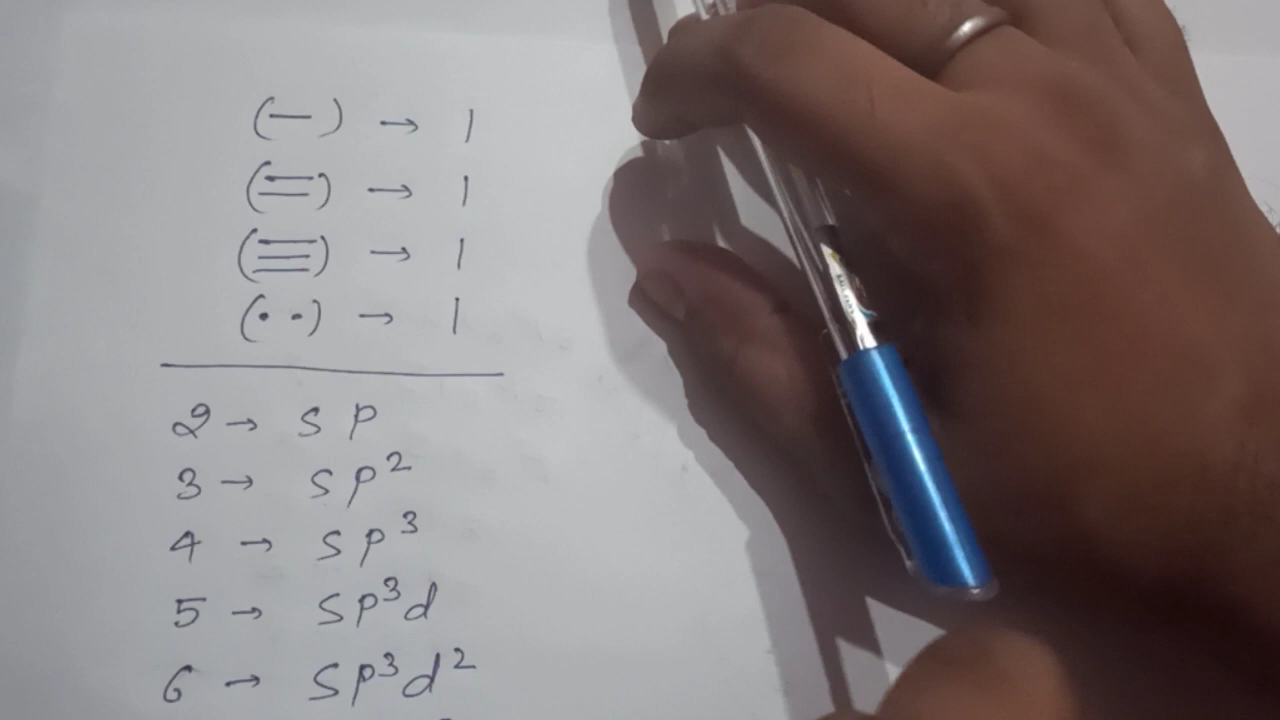 (—) → 1
(=) → 1
(≡) → 1
(• •) → 1
2 → sp
3 → sp²
4 → sp³
5 → sp³d
6 → sp³d²